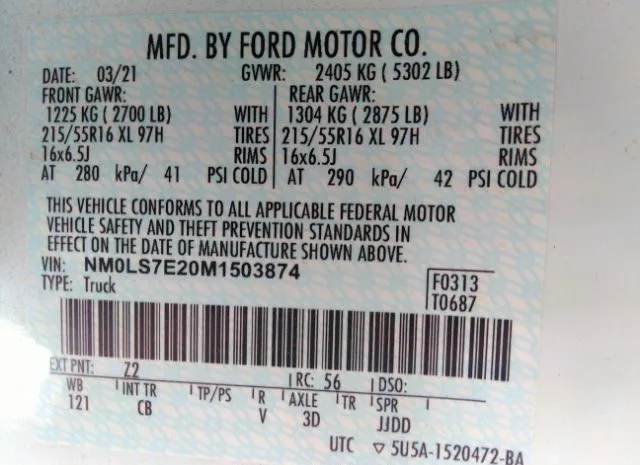 MFD. BY FORD MOTOR CO.
DATE: 03/21 GVWR: 2405 KG ( 5302 LB)
FRONT GAWR: REAR GAWR:
1225 KG ( 2700 LB) WITH 1304 KG ( 2875 LB) WITH
215/55R16 XL 97H TIRES 215/55R16 XL 97H TIRES
16x6.5J RIMS 16x6.5J RIMS
AT 280 kPa/ 41 PSI COLD AT 290 kPa/ 42 PSI COLD
THIS VEHICLE CONFORMS TO ALL APPLICABLE FEDERAL MOTOR
VEHICLE SAFETY AND THEFT PREVENTION STANDARDS IN
EFFECT ON THE DATE OF MANUFACTURE SHOWN ABOVE.
VIN: NM0LS7E20M1503874
TYPE: Truck
F0313
T0687
EXT PNT: Z2 RC: 56 DSO:
WB INT TR TP/PS R AXLE TR SPR
121 CB V 3D JJDD
UTC ▽ 5U5A-1520472-BA